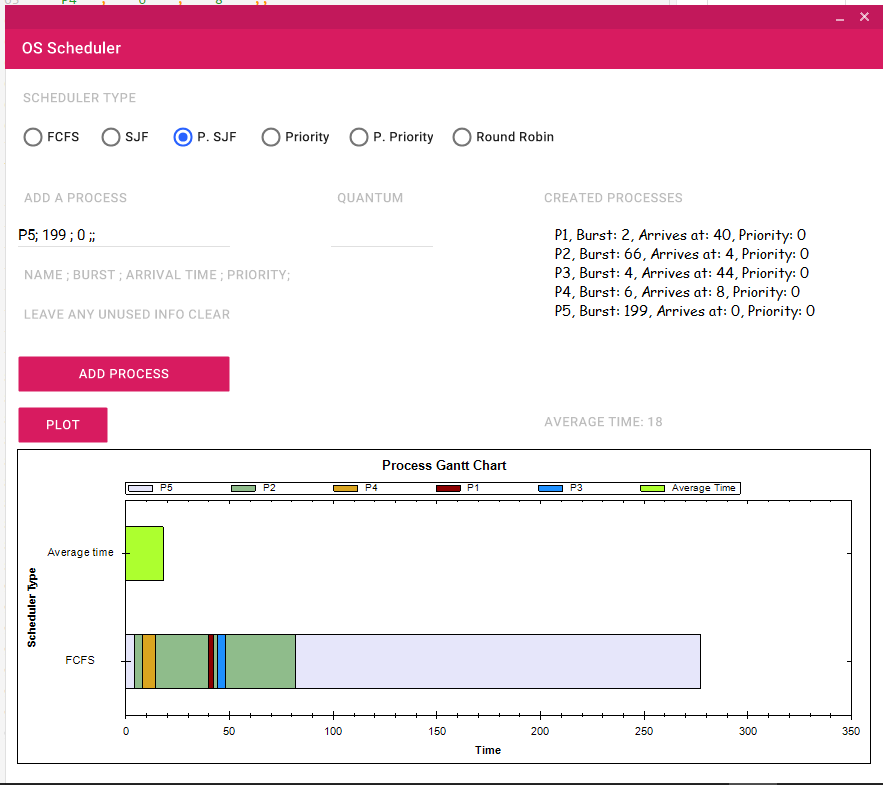 OS Scheduler
SCHEDULER TYPE
FCFS SJF P. SJF Priority P. Priority Round Robin
ADD A PROCESS QUANTUM CREATED PROCESSES
P5; 199 ; 0 ;;
P1, Burst: 2, Arrives at: 40, Priority: 0
P2, Burst: 66, Arrives at: 4, Priority: 0
NAME ; BURST ; ARRIVAL TIME ; PRIORITY;
P3, Burst: 4, Arrives at: 44, Priority: 0
P4, Burst: 6, Arrives at: 8, Priority: 0
LEAVE ANY UNUSED INFO CLEAR
P5, Burst: 199, Arrives at: 0, Priority: 0
ADD PROCESS
PLOT
AVERAGE TIME: 18
Process Gantt Chart
P5 P2 P4 P1 P3 Average Time
Average time
Scheduler Type
FCFS
0 50 100 150 200 250 300 350
Time